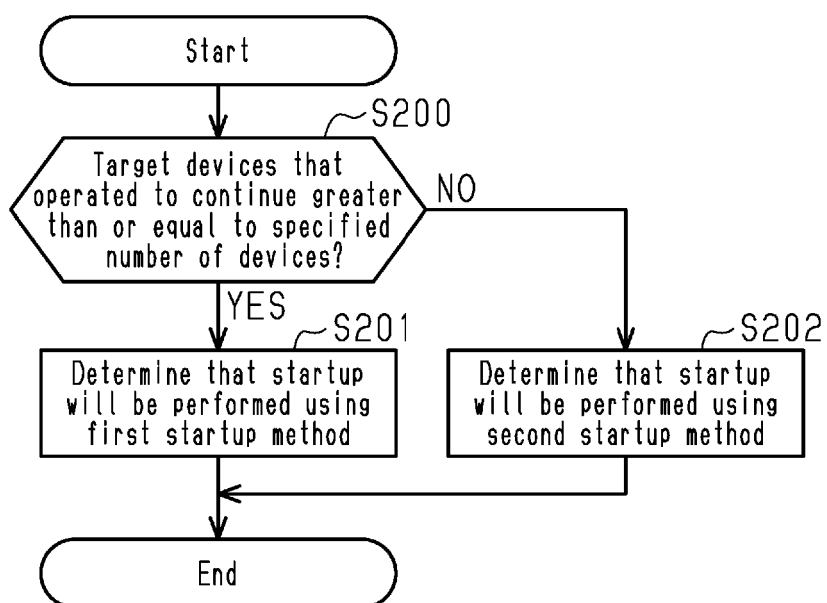 Start
S200
Target devices that
operated to continue greater
than or equal to specified
number of devices?
NO
YES
S201
Determine that startup
will be performed using
first startup method
S202
Determine that startup
will be performed using
second startup method
End